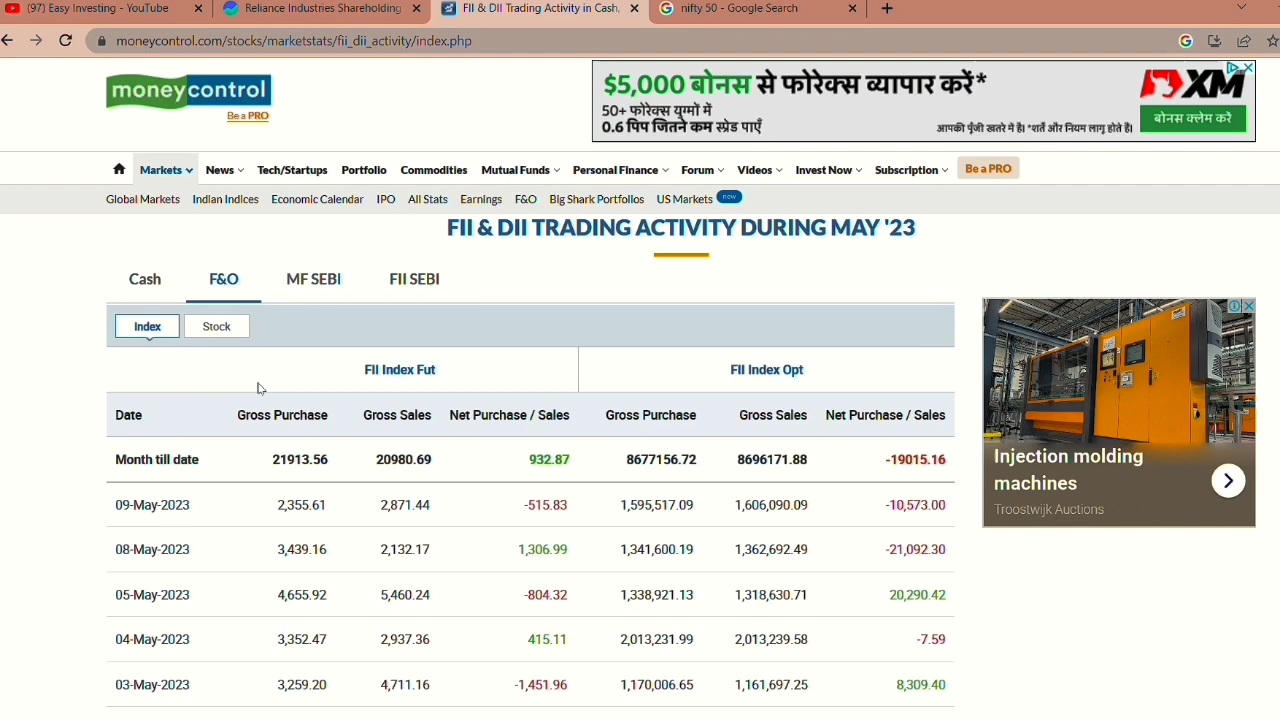 (97) Easy Investing - YouTube
Reliance Industries Shareholding
FII & DII Trading Activity in Cash,
nifty 50 - Google Search
moneycontrol.com/stocks/marketstats/fii_dii_activity/index.php
moneycontrol
Be a PRO
$5,000 बोनस से फोरेक्स व्यापार करें*
50+ फोरेक्स युग्मों में
0.6 पिप जितने कम स्प्रेड पाएँ
आपकी पूँजी खतरे में है। *शर्तें और नियम लागू होते हैं।
XM
बोनस क्लेम करें
Markets News Tech/Startups Portfolio Commodities Mutual Funds Personal Finance Forum Videos Invest Now Subscription Be a PRO
Global Markets Indian Indices Economic Calendar IPO All Stats Earnings F&O Big Shark Portfolios US Markets new
FII & DII TRADING ACTIVITY DURING MAY '23
Cash F&O MF SEBI FII SEBI
Index Stock
FII Index Fut FII Index Opt
Date Gross Purchase Gross Sales Net Purchase / Sales Gross Purchase Gross Sales Net Purchase / Sales
Month till date 21913.56 20980.69 932.87 8677156.72 8696171.88 -19015.16
09-May-2023 2,355.61 2,871.44 -515.83 1,595,517.09 1,606,090.09 -10,573.00
08-May-2023 3,439.16 2,132.17 1,306.99 1,341,600.19 1,362,692.49 -21,092.30
05-May-2023 4,655.92 5,460.24 -804.32 1,338,921.13 1,318,630.71 20,290.42
04-May-2023 3,352.47 2,937.36 415.11 2,013,231.99 2,013,239.58 -7.59
03-May-2023 3,259.20 4,711.16 -1,451.96 1,170,006.65 1,161,697.25 8,309.40
Injection molding
machines
Troostwijk Auctions